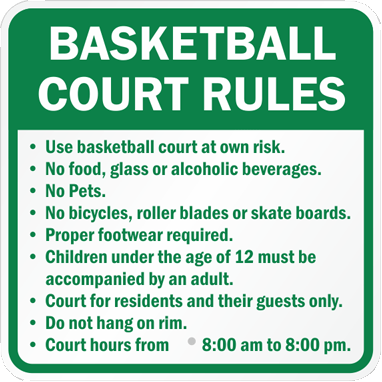 BASKETBALL
COURT RULES
• Use basketball court at own risk.
• No food, glass or alcoholic beverages.
• No Pets.
• No bicycles, roller blades or skate boards.
• Proper footwear required.
• Children under the age of 12 must be
accompanied by an adult.
• Court for residents and their guests only.
• Do not hang on rim.
• Court hours from 8:00 am to 8:00 pm.